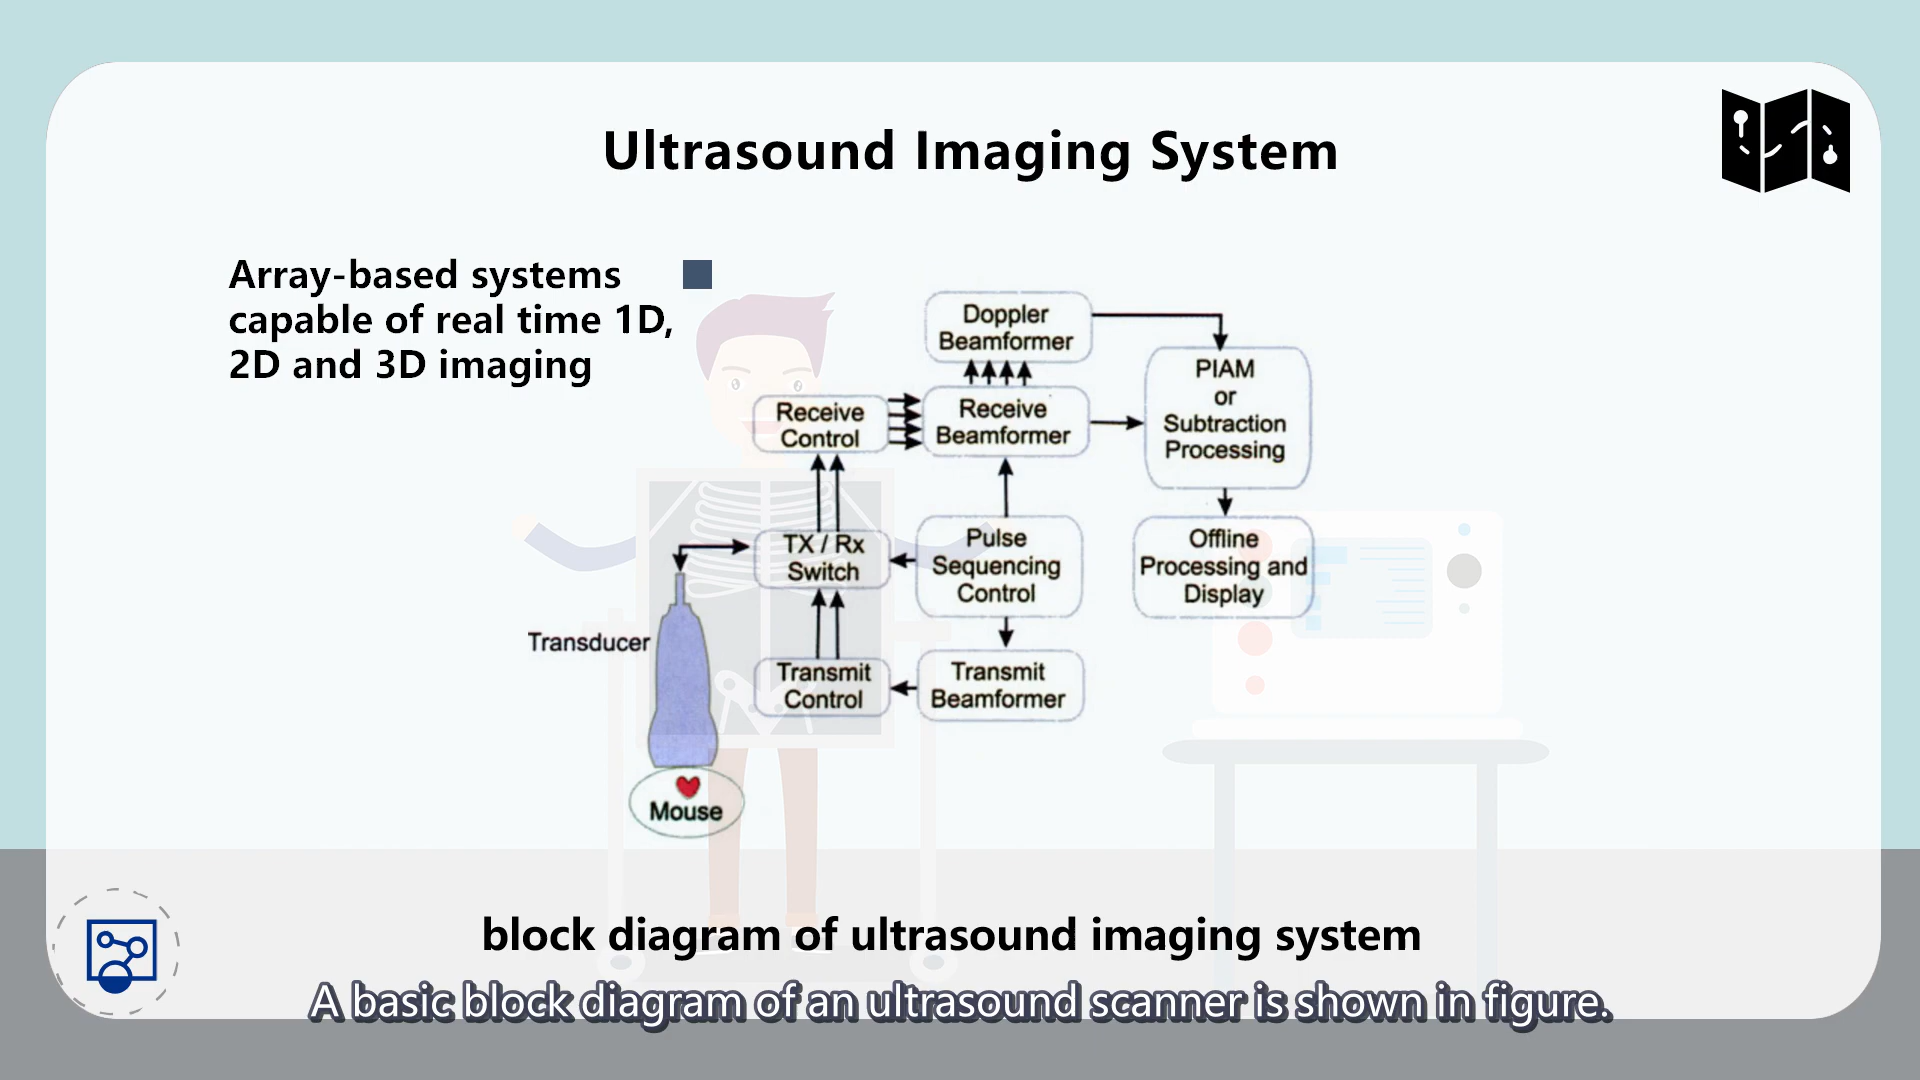 Ultrasound Imaging System
Array-based systems
capable of real time 1D,
2D and 3D imaging
Doppler
Beamformer
PIAM
or
Subtraction
Processing
Receive
Control
Receive
Beamformer
TX / Rx
Switch
Pulse
Sequencing
Control
Offline
Processing and
Display
Transducer
Transmit
Control
Transmit
Beamformer
Mouse
block diagram of ultrasound imaging system
A basic block diagram of an ultrasound scanner is shown in figure.